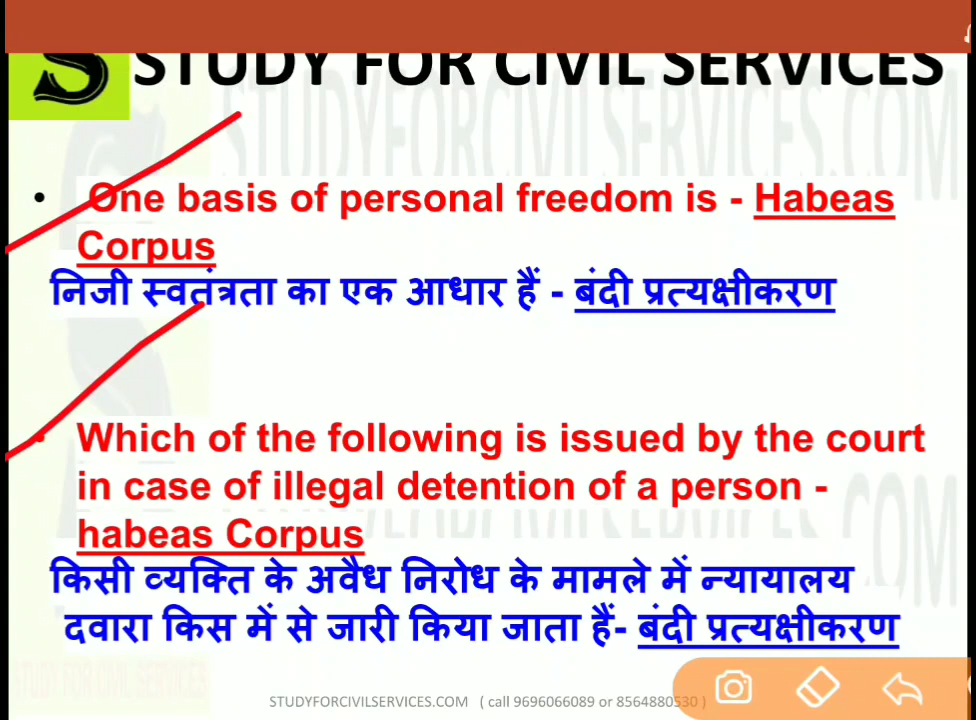 STUDY FOR CIVIL SERVICES
• One basis of personal freedom is - Habeas
Corpus
निजी स्वतंत्रता का एक आधार हैं - बंदी प्रत्यक्षीकरण
• Which of the following is issued by the court
in case of illegal detention of a person -
habeas Corpus
किसी व्यक्ति के अवैध निरोध के मामले में न्यायालय
दवारा किस में से जारी किया जाता हैं- बंदी प्रत्यक्षीकरण
STUDYFORCIVILSERVICES.COM ( call 9696066089 or 8564880530 )